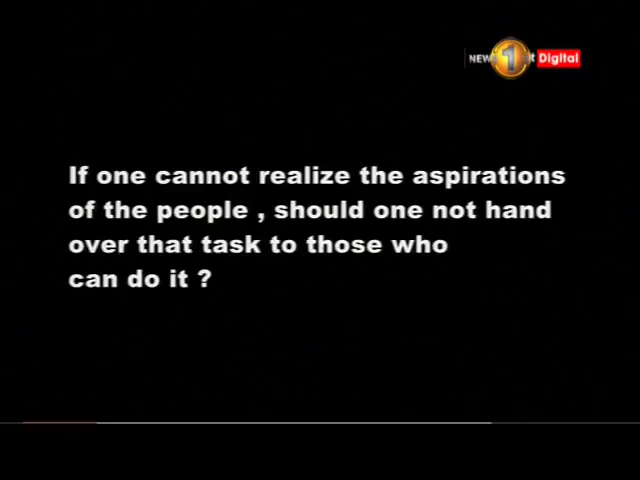 NEWS 1st Digital
If one cannot realize the aspirations
of the people , should one not hand
over that task to those who
can do it ?